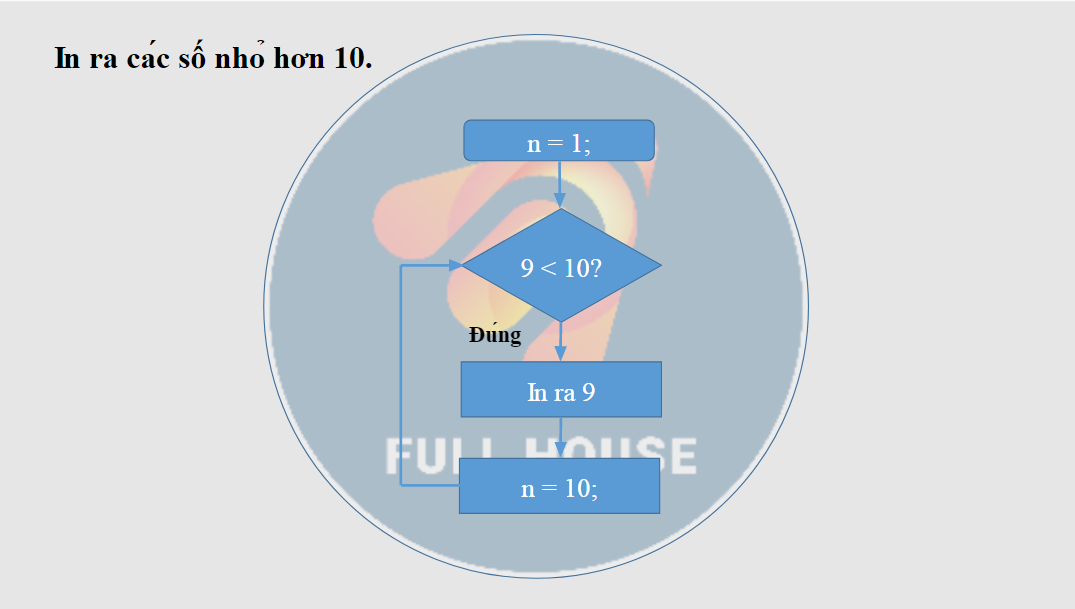 In ra các số nhỏ hơn 10.
n = 1;
9 < 10?
Đúng
In ra 9
FULL HOUSE
n = 10;